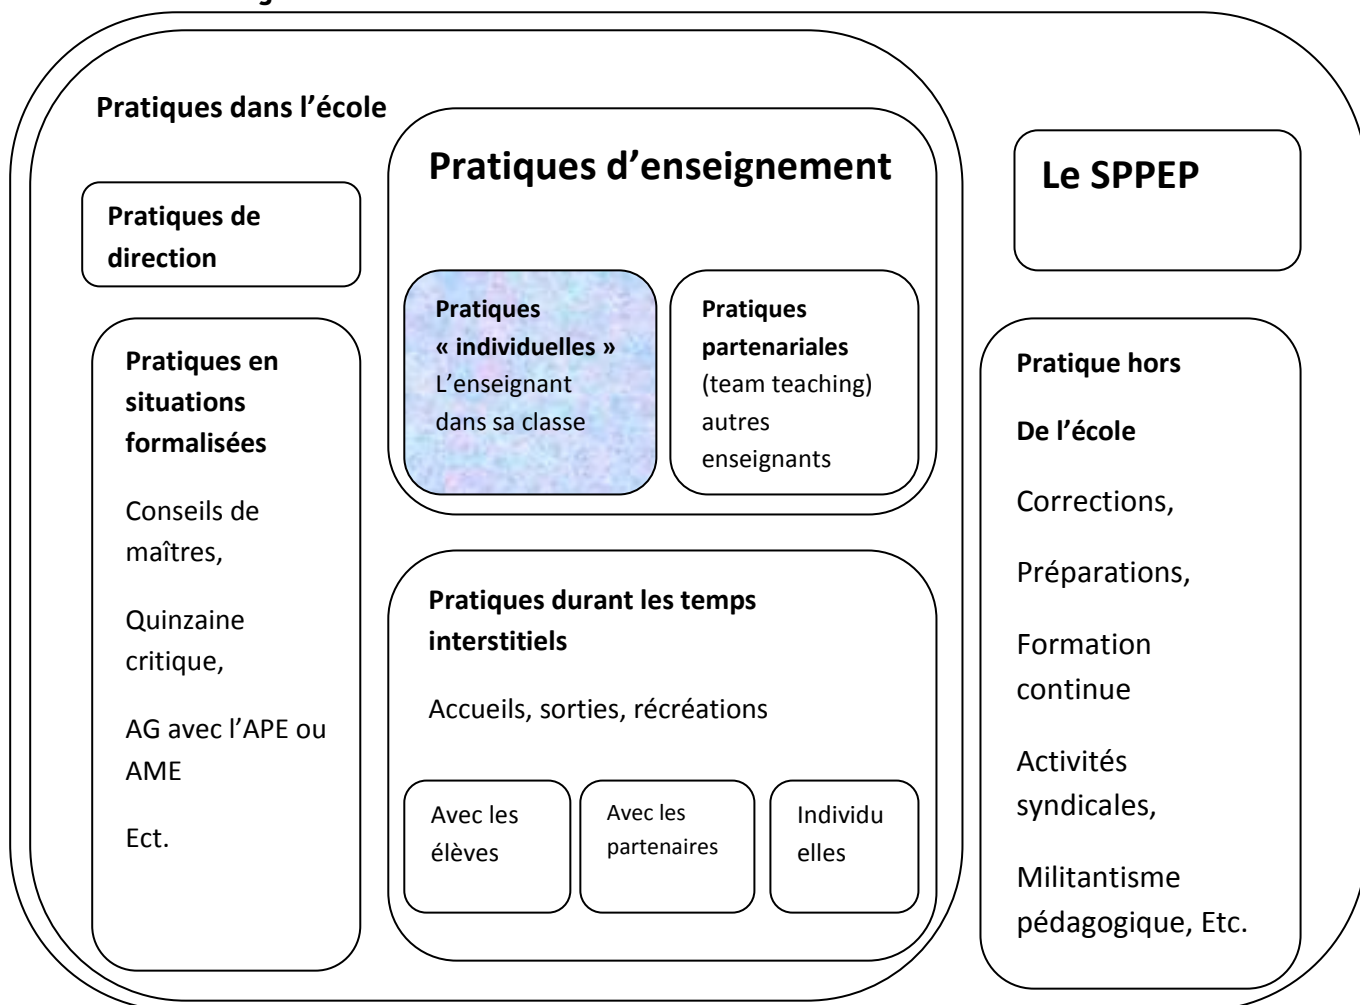 Pratiques dans l’école
Pratiques de
direction
Pratiques en
situations
formalisées
Conseils de
maîtres,
Quinzaine
critique,
AG avec l’APE ou
AME
Ect.
Pratiques d’enseignement
Pratiques
« individuelles »
L’enseignant
dans sa classe
Pratiques
partenariales
(team teaching)
autres
enseignants
Pratiques durant les temps
interstitiels
Accueils, sorties, récréations
Avec les
élèves
Avec les
partenaires
Individu
elles
Le SPPEP
Pratique hors
De l’école
Corrections,
Préparations,
Formation
continue
Activités
syndicales,
Militantisme
pédagogique, Etc.